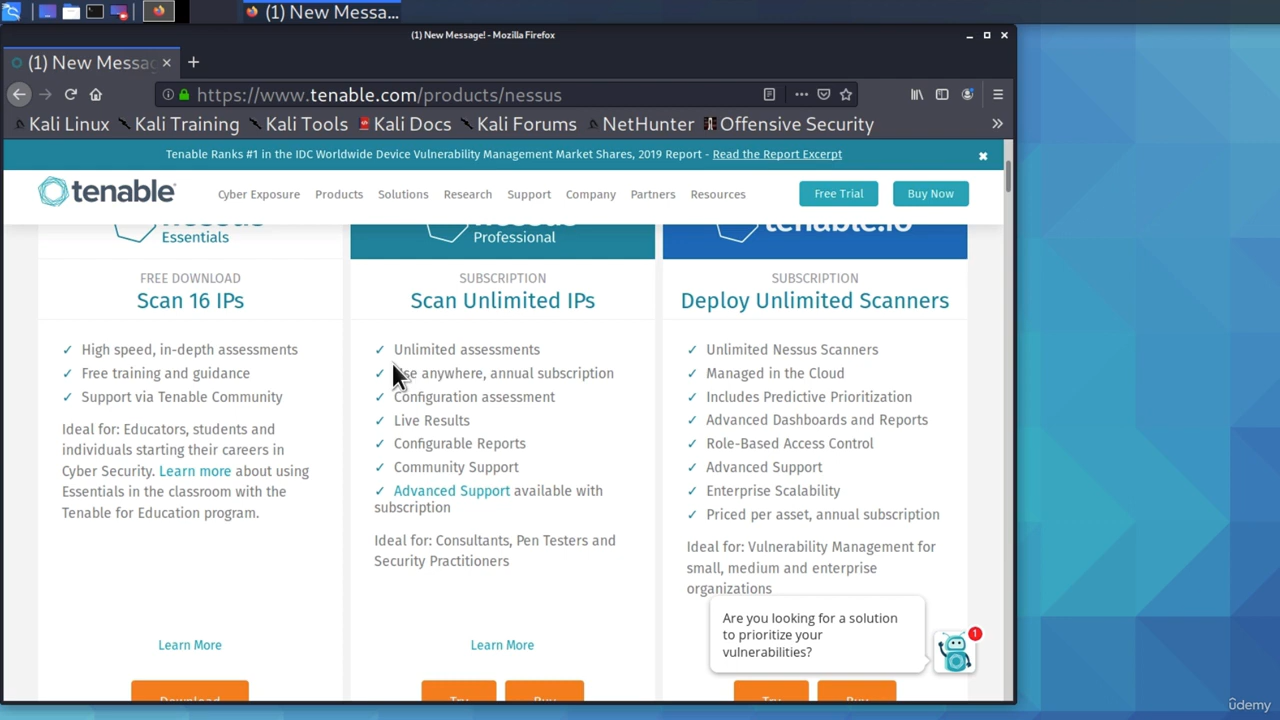 (1) New Messa...
(1) New Message! - Mozilla Firefox
(1) New Messag
https://www.tenable.com/products/nessus
Kali Linux Kali Training Kali Tools Kali Docs Kali Forums NetHunter Offensive Security
Tenable Ranks #1 in the IDC Worldwide Device Vulnerability Management Market Shares, 2019 Report - Read the Report Excerpt
tenable
Cyber Exposure Products Solutions Research Support Company Partners Resources Free Trial Buy Now
Essentials
FREE DOWNLOAD
Scan 16 IPs
✓ High speed, in-depth assessments
✓ Free training and guidance
✓ Support via Tenable Community
Ideal for: Educators, students and
individuals starting their careers in
Cyber Security. Learn more about using
Essentials in the classroom with the
Tenable for Education program.
Learn More
Download
Professional
SUBSCRIPTION
Scan Unlimited IPs
✓ Unlimited assessments
✓ Use anywhere, annual subscription
✓ Configuration assessment
✓ Live Results
✓ Configurable Reports
✓ Community Support
✓ Advanced Support available with
subscription
Ideal for: Consultants, Pen Testers and
Security Practitioners
Learn More
Try Buy
tenable.io
SUBSCRIPTION
Deploy Unlimited Scanners
✓ Unlimited Nessus Scanners
✓ Managed in the Cloud
✓ Includes Predictive Prioritization
✓ Advanced Dashboards and Reports
✓ Role-Based Access Control
✓ Advanced Support
✓ Enterprise Scalability
✓ Priced per asset, annual subscription
Ideal for: Vulnerability Management for
small, medium and enterprise
organizations
Try Buy
Are you looking for a solution
to prioritize your
vulnerabilities?
1
ûdemy